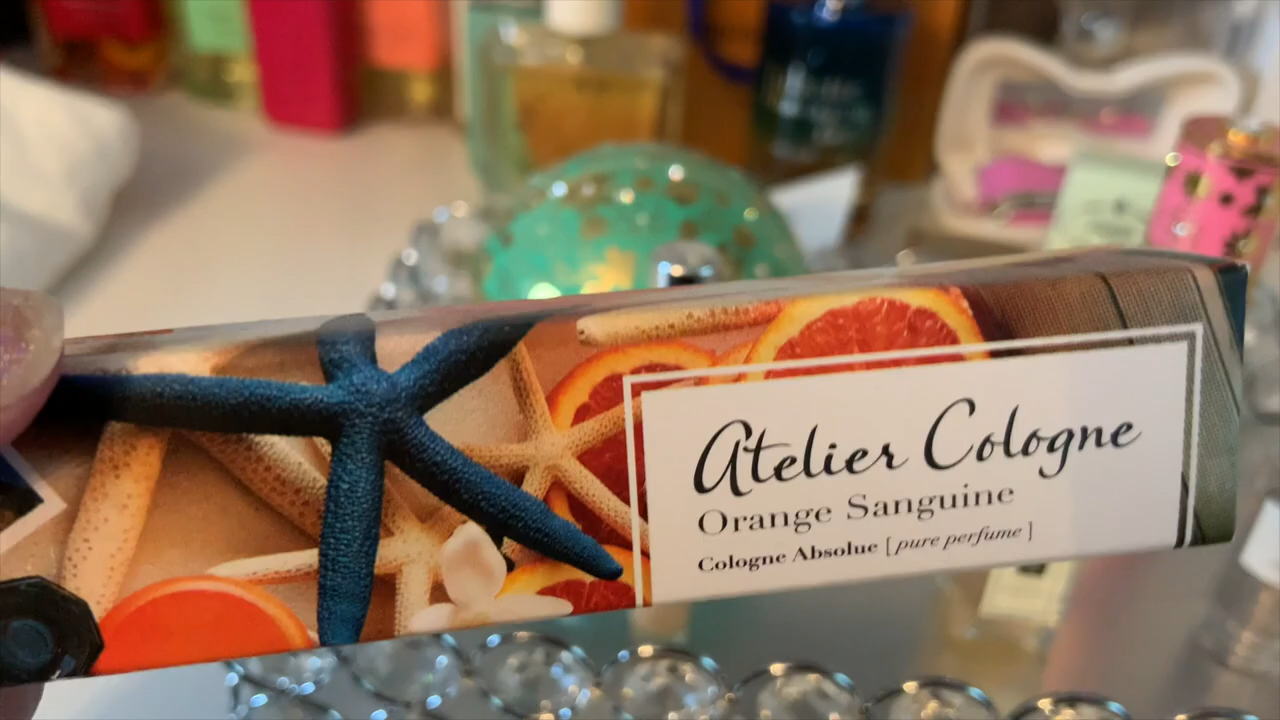 Atelier Cologne
Orange Sanguine
Cologne Absolue [ pure perfume ]